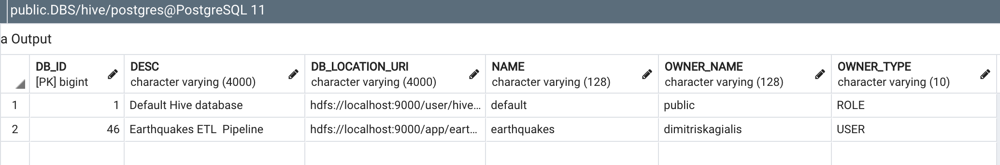 public.DBS/hive/postgres@PostgreSQL 11
a Output
DB_ID DESC DB_LOCATION_URI NAME OWNER_NAME OWNER_TYPE
[PK] bigint character varying (4000) character varying (4000) character varying (128) character varying (128) character varying (10)
1 1 Default Hive database hdfs://localhost:9000/user/hive... default public ROLE
2 46 Earthquakes ETL  Pipeline hdfs://localhost:9000/app/eart... earthquakes dimitriskagialis USER